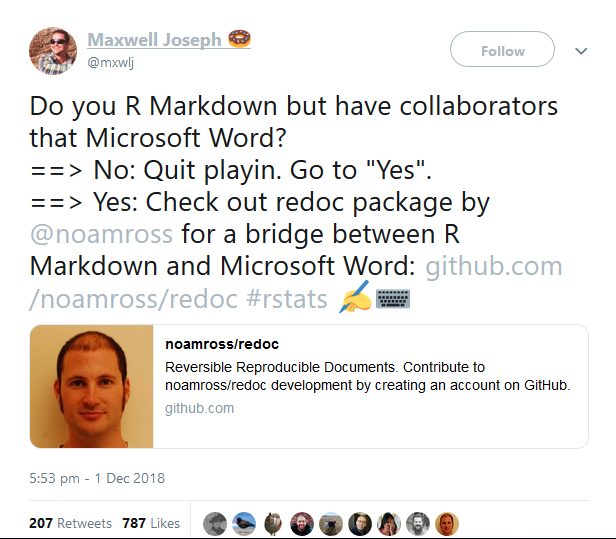 Maxwell Joseph 🍩
@mxwlj
Follow
Do you R Markdown but have collaborators
that Microsoft Word?
==> No: Quit playin. Go to "Yes".
==> Yes: Check out redoc package by
@noamross for a bridge between R
Markdown and Microsoft Word: github.com
/noamross/redoc #rstats ✍️⌨️
noamross/redoc
Reversible Reproducible Documents. Contribute to
noamross/redoc development by creating an account on GitHub.
github.com
5:53 pm - 1 Dec 2018
207 Retweets 787 Likes